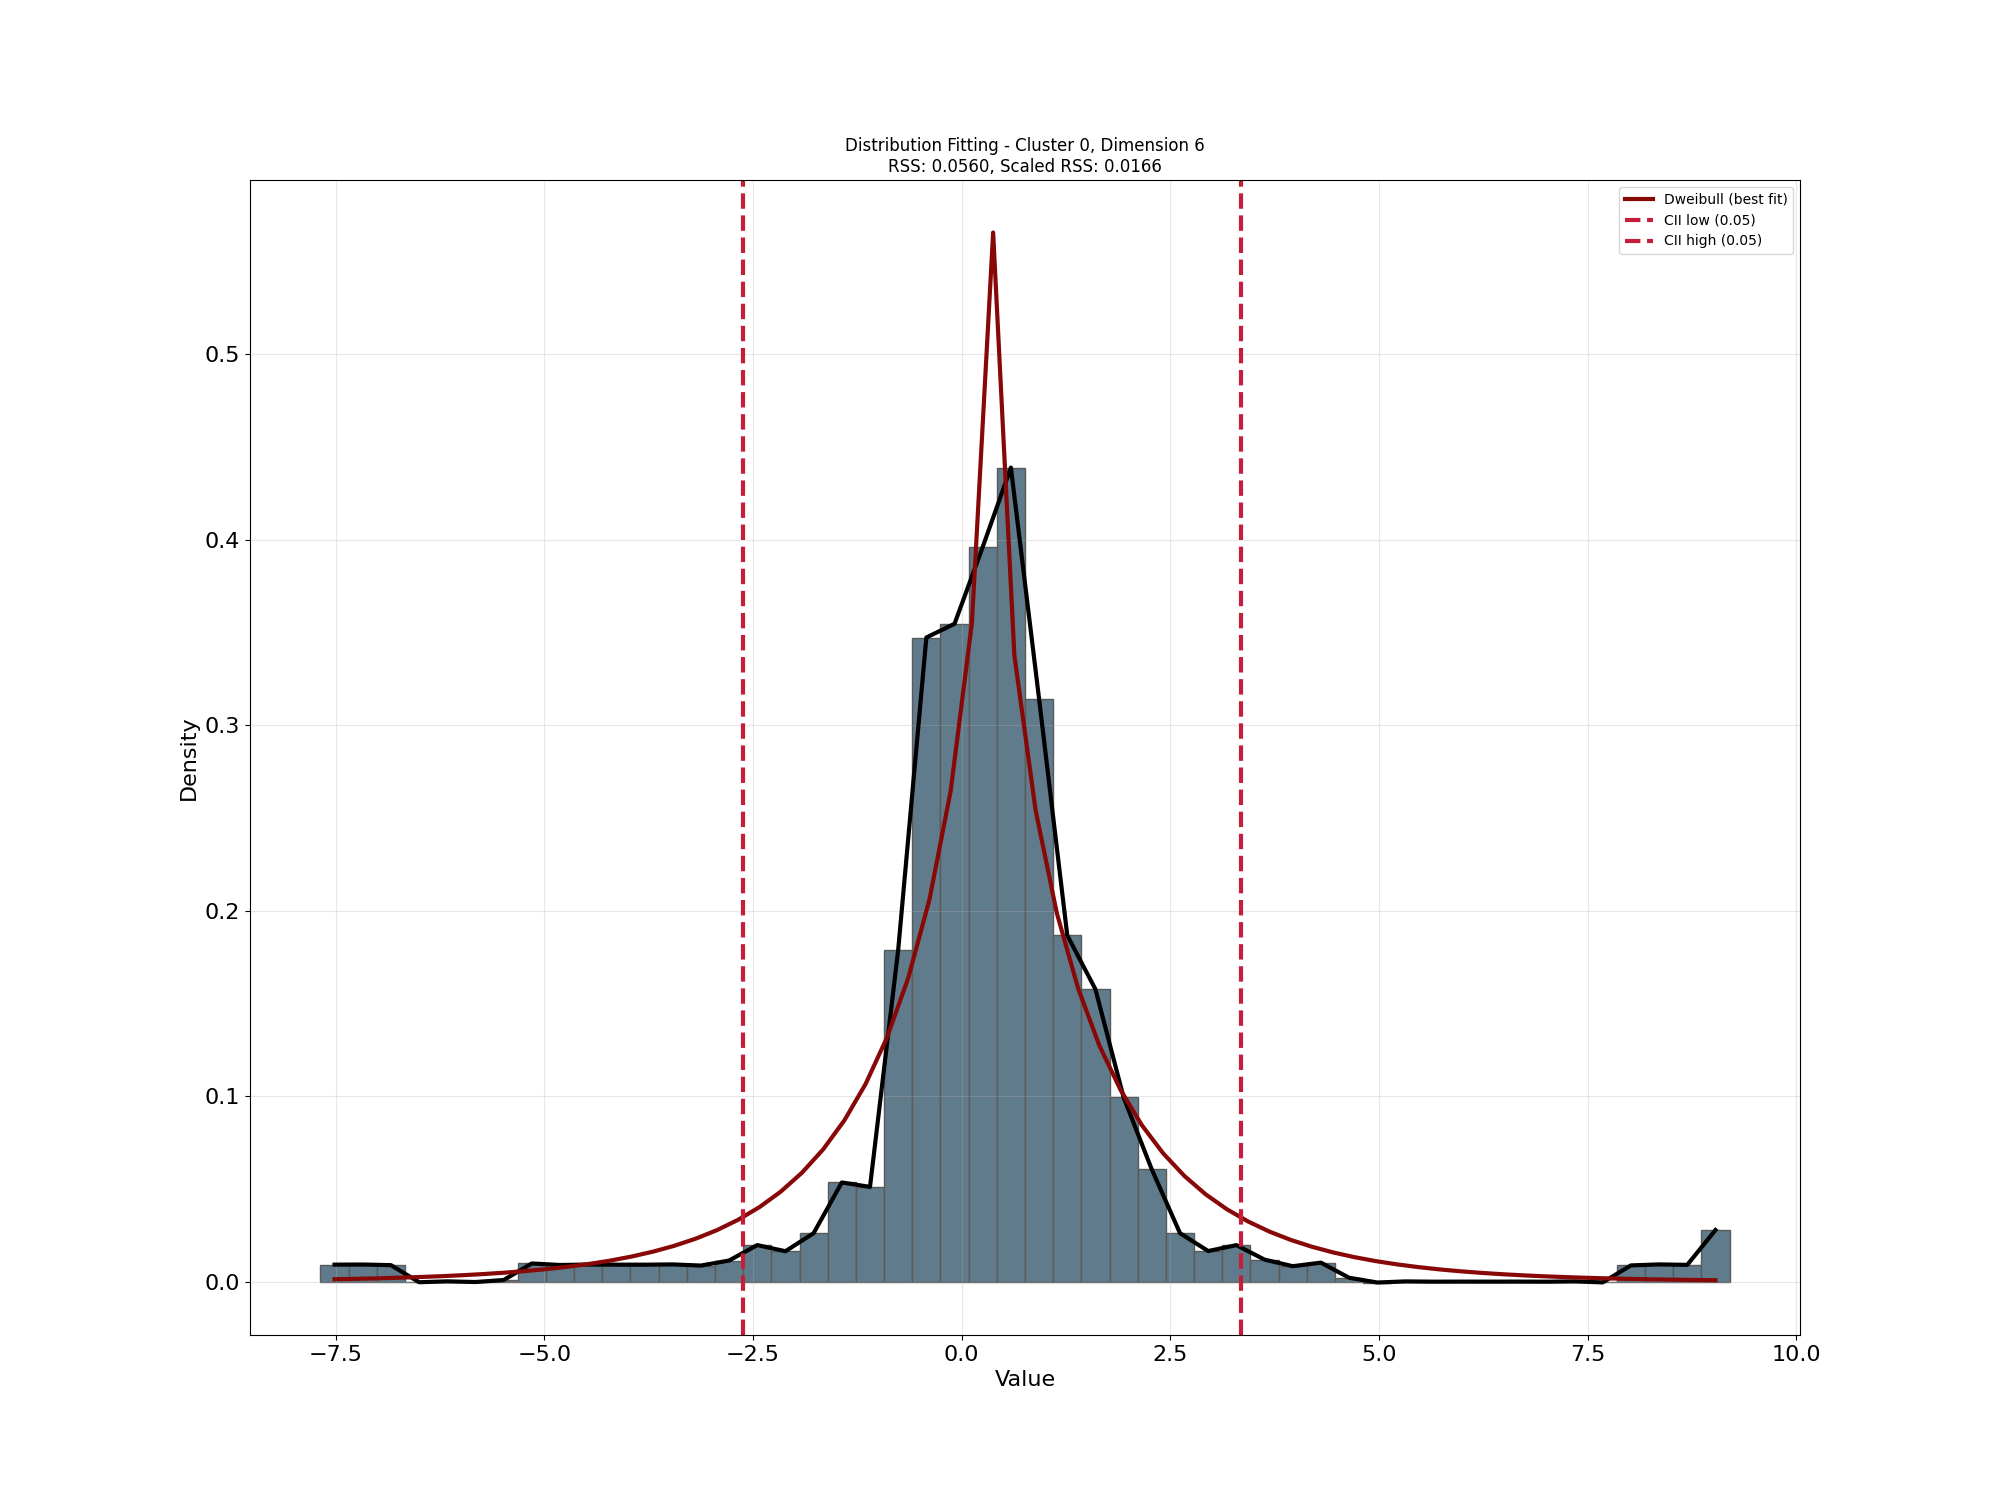 Distribution Fitting - Cluster 0, Dimension 6
RSS: 0.0560, Scaled RSS: 0.0166
Dweibull (best fit)
CII low (0.05)
CII high (0.05)
Density
0.5
0.4
0.3
0.2
0.1
0.0
−7.5
−5.0
−2.5
0.0
2.5
5.0
7.5
10.0
Value